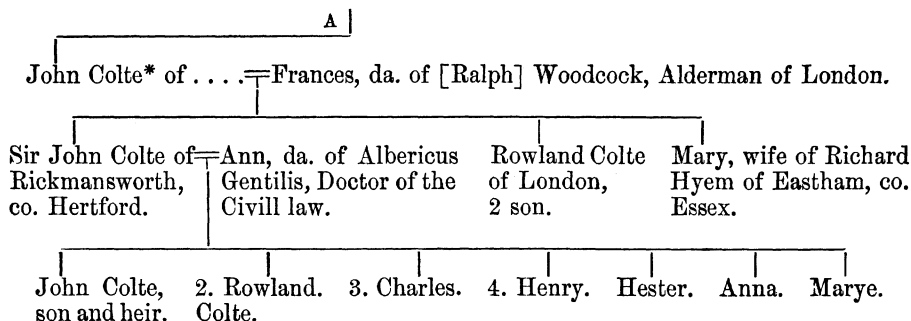 A
John Colte* of . . . . Frances, da. of [Ralph] Woodcock, Alderman of London.
Sir John Colte of
Rickmansworth,
co. Hertford.
Ann, da. of Albericus
Gentilis, Doctor of the
Civill law.
Rowland Colte
of London,
2 son.
Mary, wife of Richard
Hyem of Eastham, co.
Essex.
John Colte,
son and heir.
2. Rowland.
Colte.
3. Charles.
4. Henry.
Hester.
Anna.
Marye.